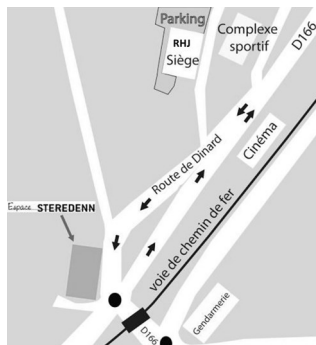 Parking
RHJ
Siège
Complexe
sportif
D166
Cinéma
Route de Dinard
voie de chemin de fer
Espace STEREDENN
Gendarmerie
D166